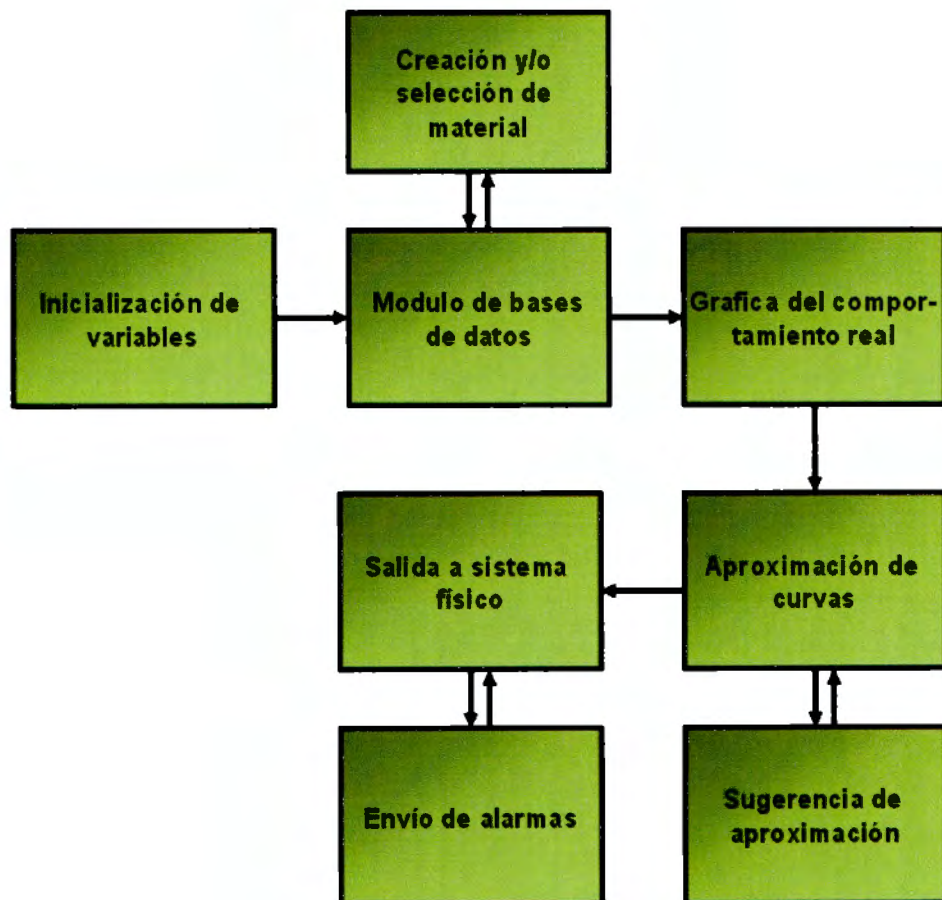 Creación y/o
selección de
material
Inicialización de
variables
Modulo de bases
de datos
Grafica del compor-
tamiento real
Salida a sistema
físico
Aproximación de
curvas
Envío de alarmas
Sugerencia de
aproximación